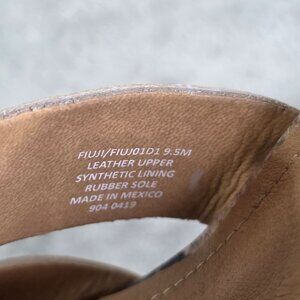 FIUJI/FIUJ01D1 9.5M
LEATHER UPPER
SYNTHETIC LINING
RUBBER SOLE
MADE IN MEXICO
904 0419